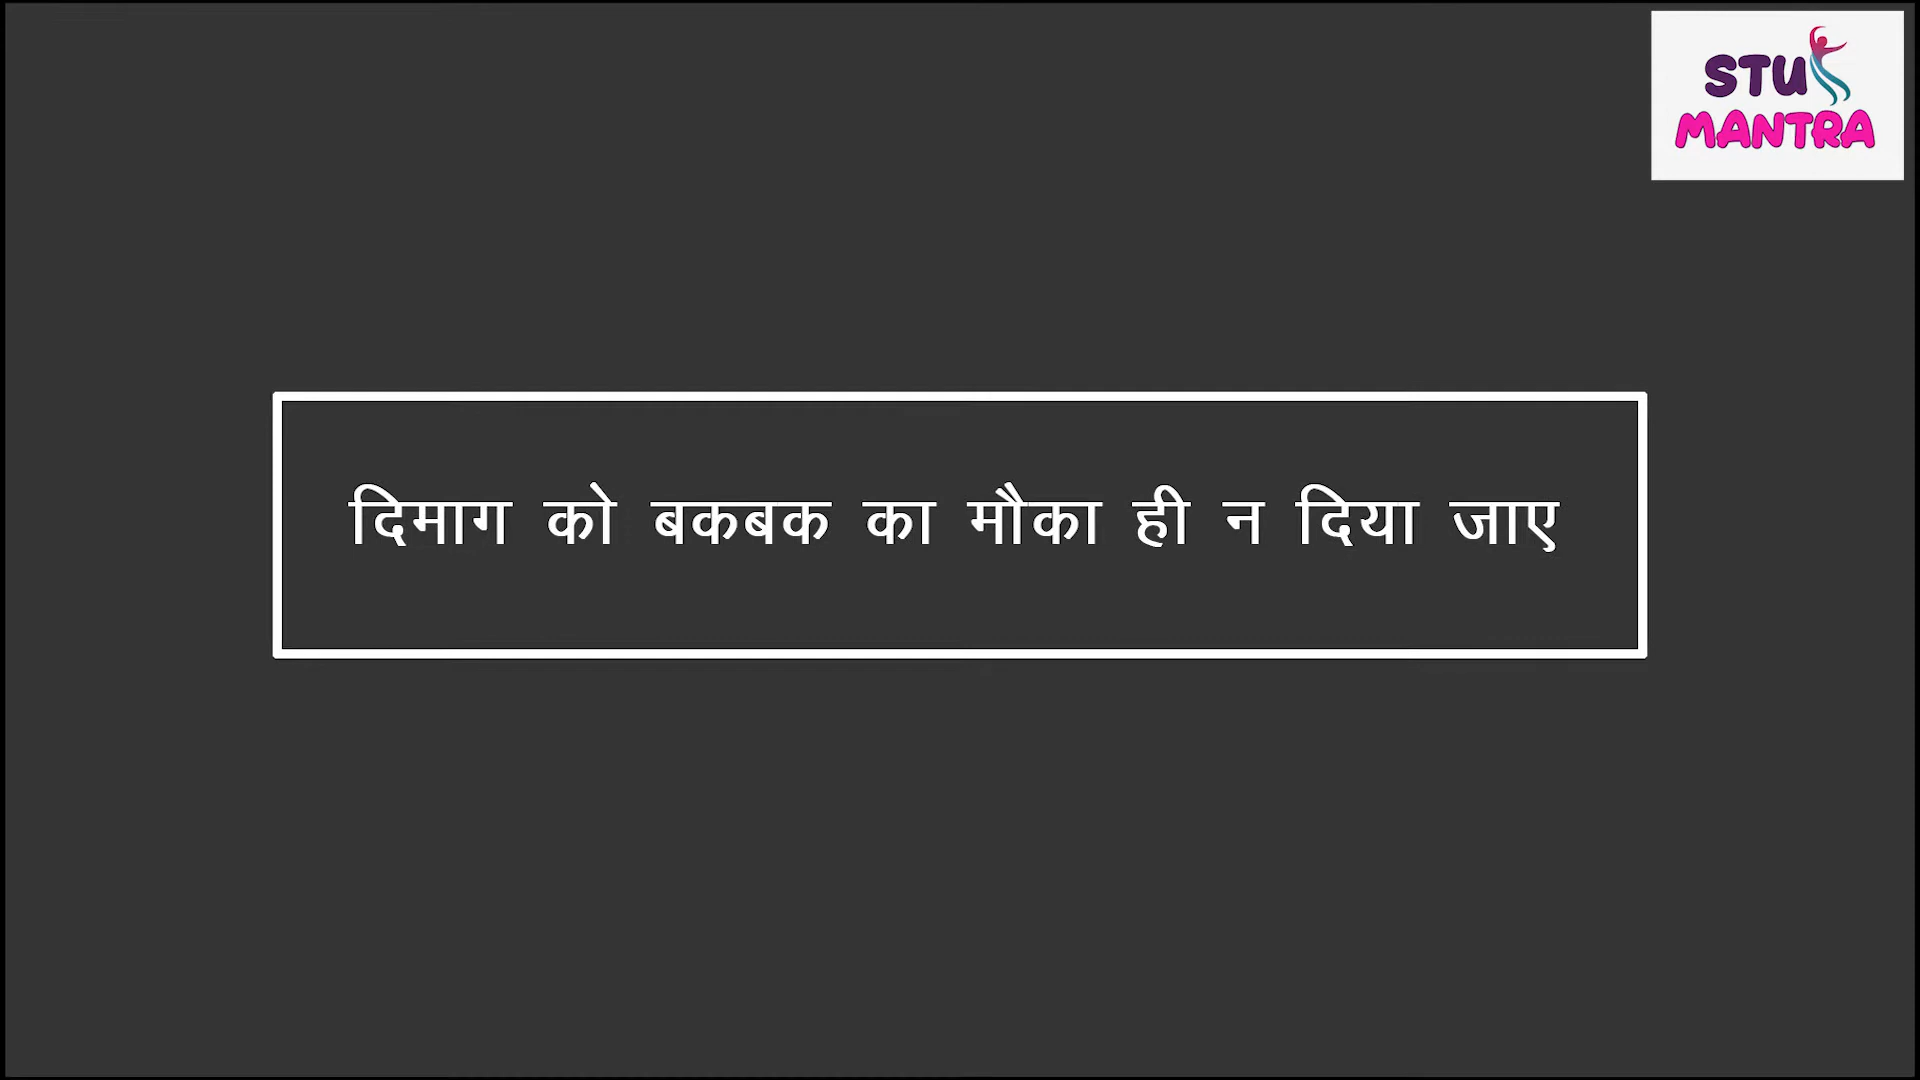 STU
MANTRA
दिमाग को बकबक का मौका ही न दिया जाए